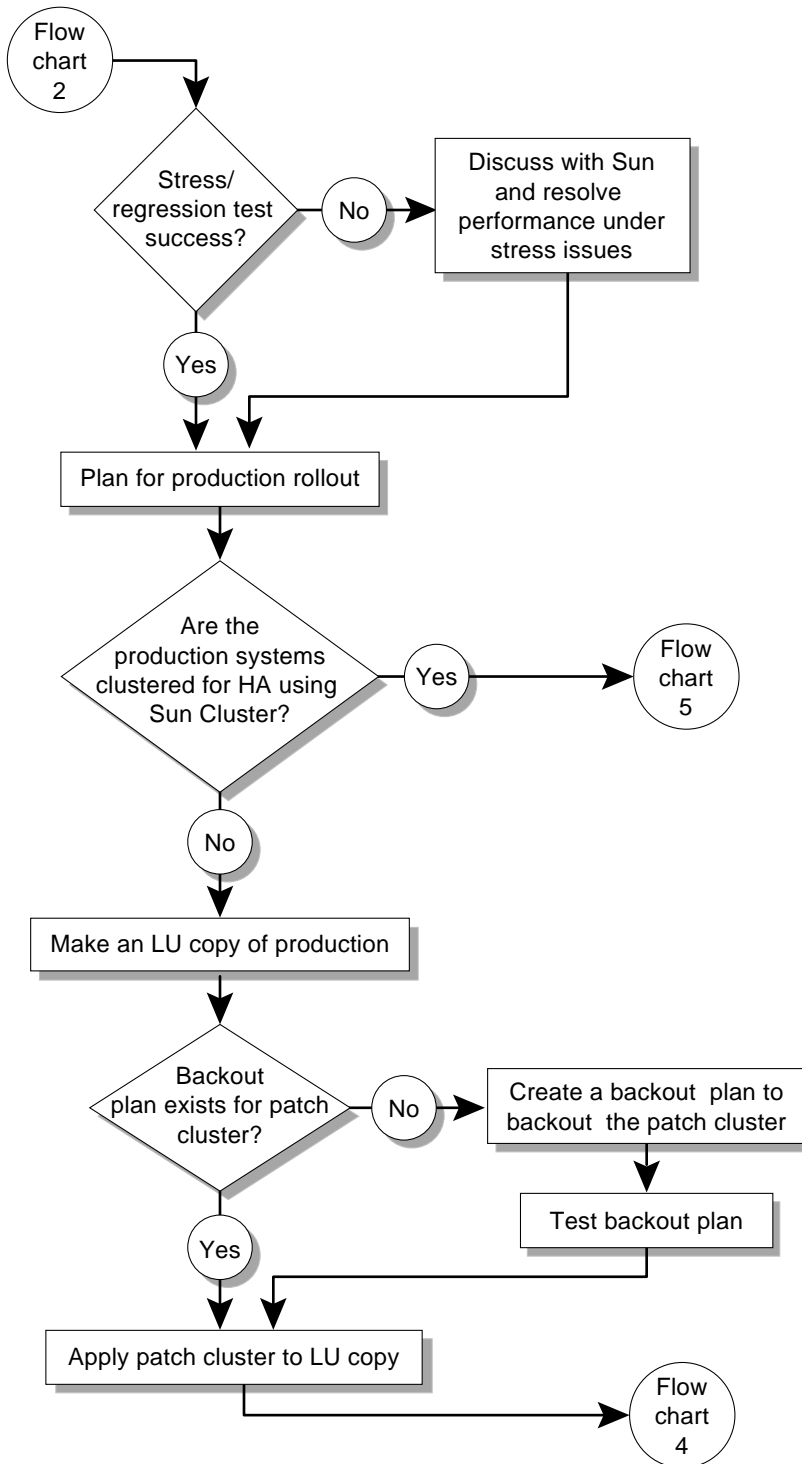 Flow
chart
2
Stress/
regression test
success?
No
Discuss with Sun
and resolve
performance under
stress issues
Yes
Plan for production rollout
Are the
production systems
clustered for HA using
Sun Cluster?
Yes
Flow
chart
5
No
Make an LU copy of production
Backout
plan exists for patch
cluster?
No
Create a backout plan to
backout the patch cluster
Test backout plan
Yes
Apply patch cluster to LU copy
Flow
chart
4